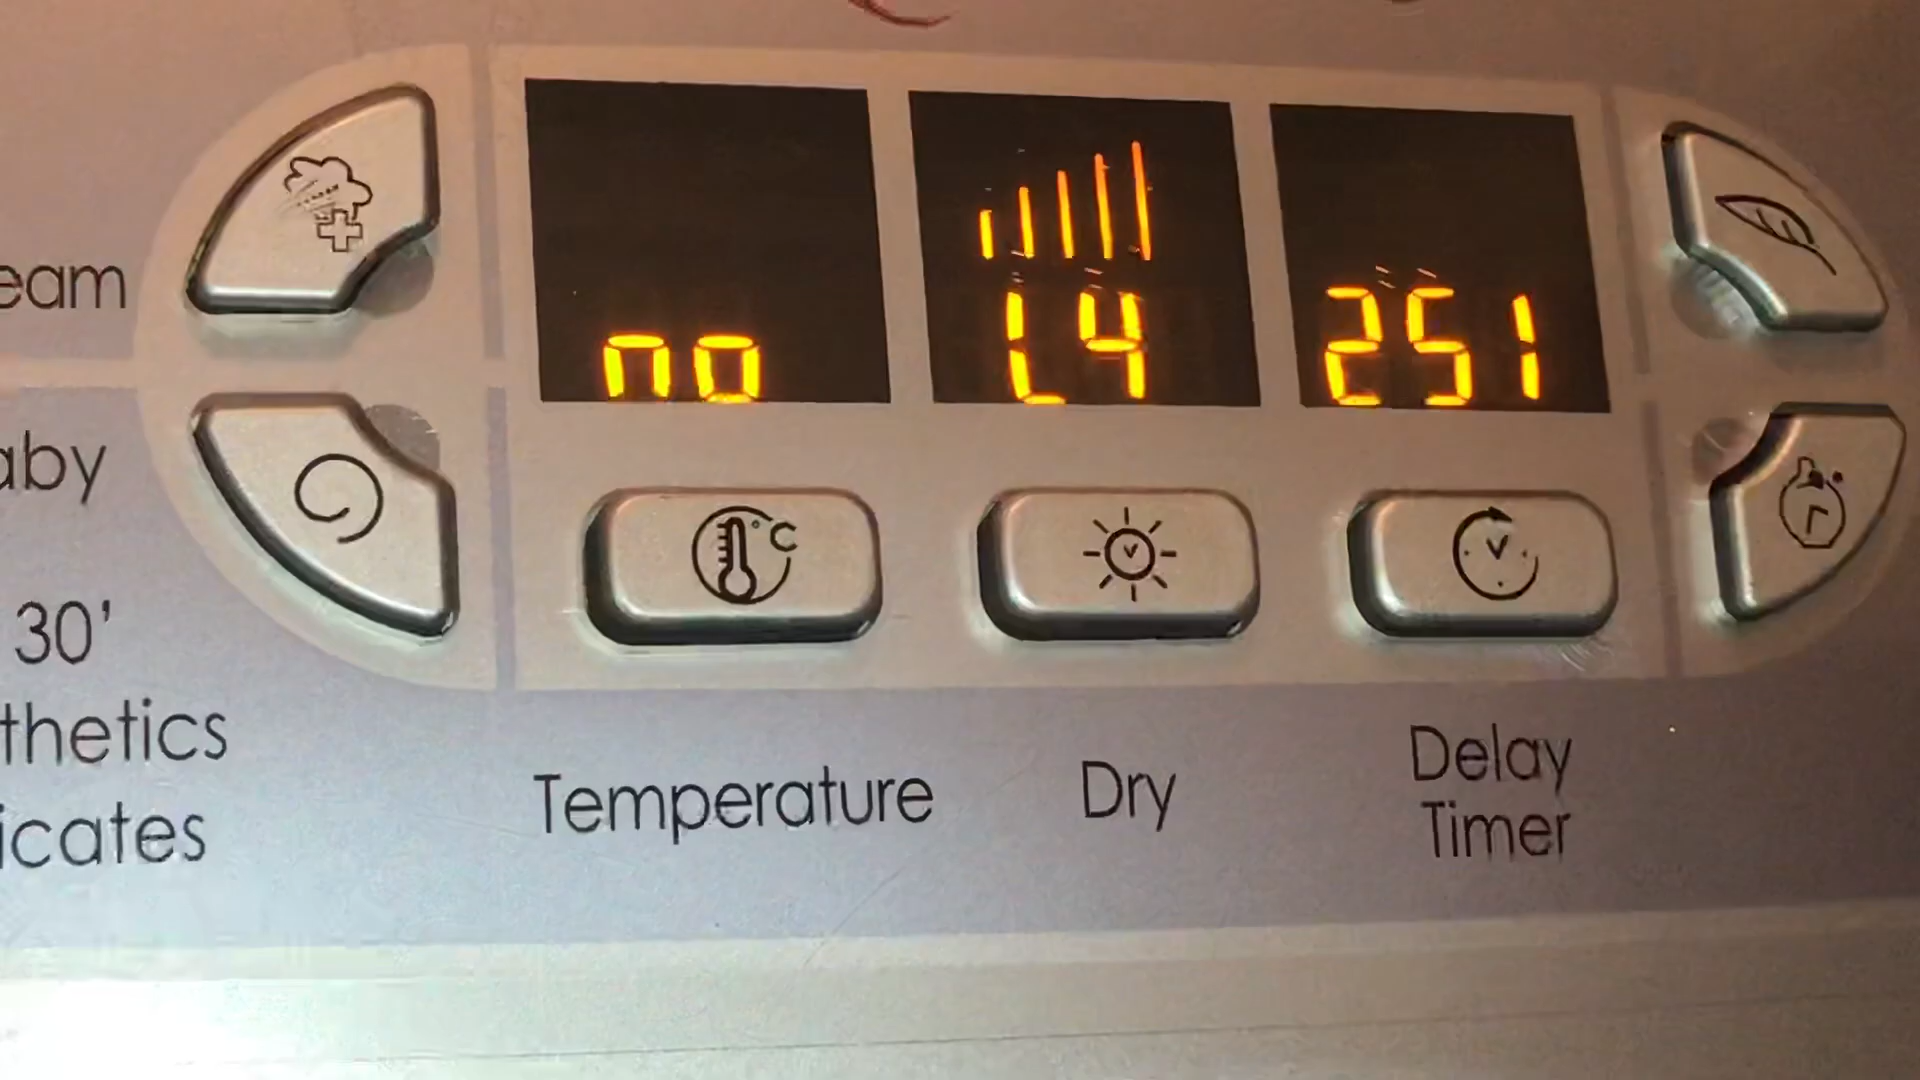 no L4 251
°C
eam
aby
30'
thetics
icates
Temperature Dry Delay
Timer